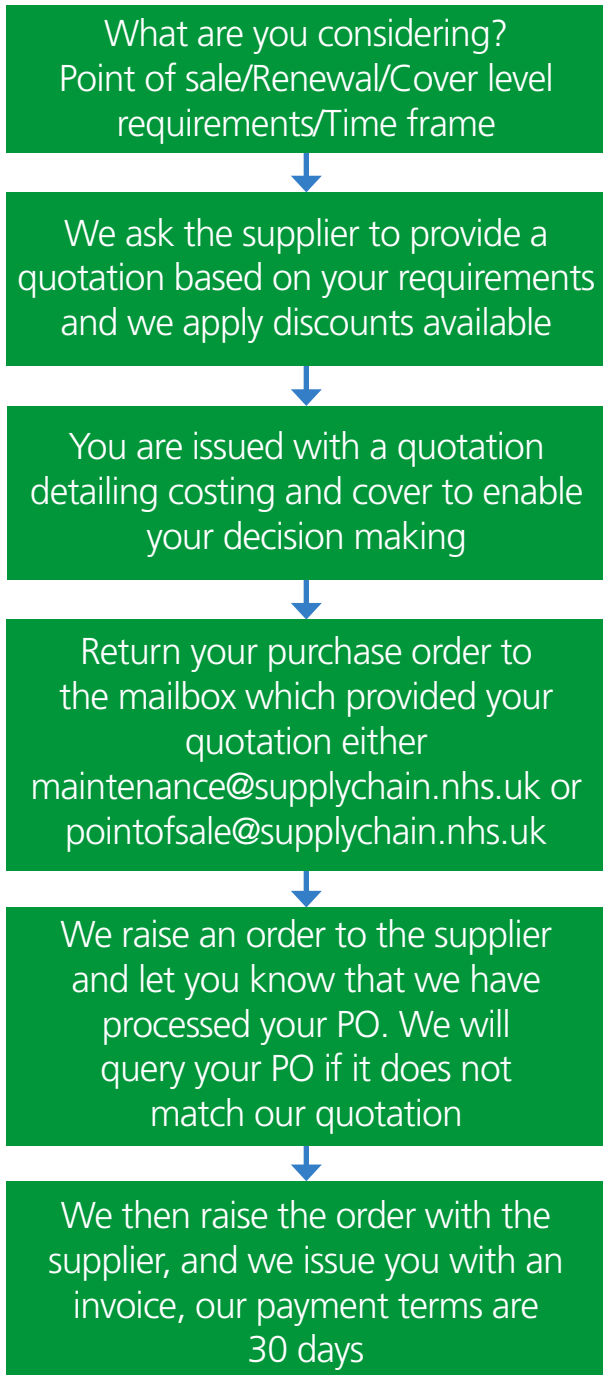 What are you considering?
Point of sale/Renewal/Cover level
requirements/Time frame
We ask the supplier to provide a
quotation based on your requirements
and we apply discounts available
You are issued with a quotation
detailing costing and cover to enable
your decision making
Return your purchase order to
the mailbox which provided your
quotation either
maintenance@supplychain.nhs.uk or
pointofsale@supplychain.nhs.uk
We raise an order to the supplier
and let you know that we have
processed your PO. We will
query your PO if it does not
match our quotation
We then raise the order with the
supplier, and we issue you with an
invoice, our payment terms are
30 days